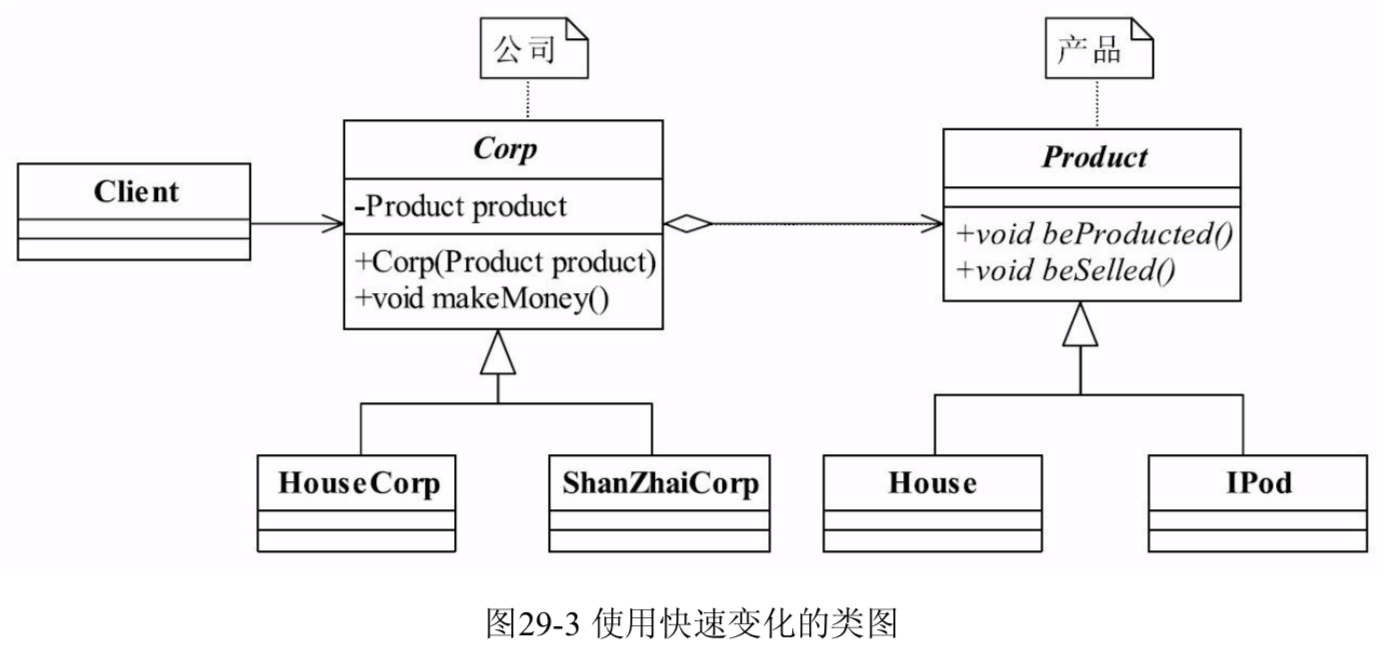 公司
产品
Client
Corp
-Product product
+Corp(Product product)
+void makeMoney()
Product
+void beProducted()
+void beSelled()
HouseCorp
ShanZhaiCorp
House
IPod
图29-3 使用快速变化的类图